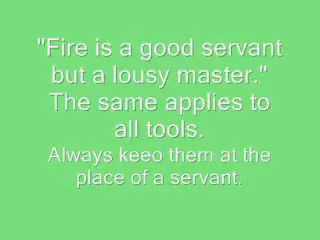 "Fire is a good servant
but a lousy master."
The same applies to
all tools.
Always keeo them at the
place of a servant.